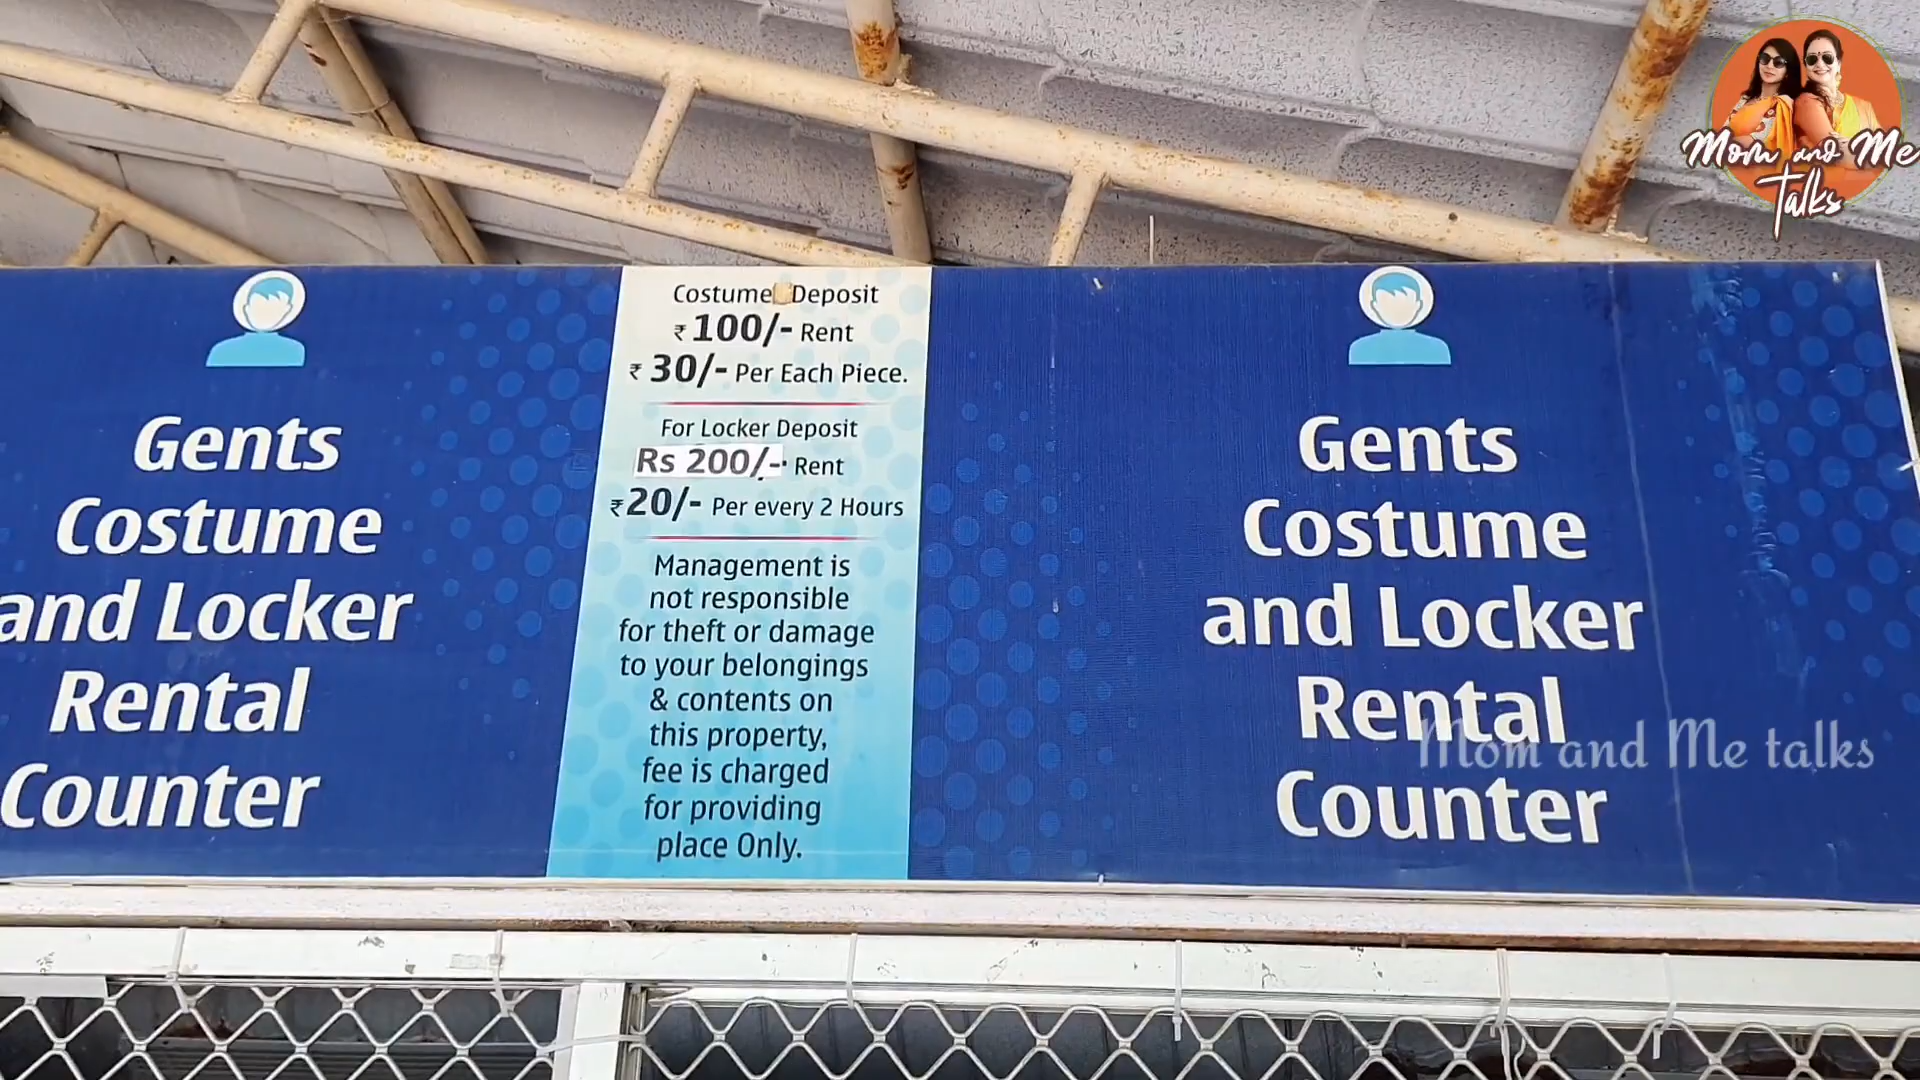 Mom and Me
Talks
Gents
Costume
and Locker
Rental
Counter
Costume Deposit
₹ 100/- Rent
₹ 30/- Per Each Piece.
For Locker Deposit
Rs 200/- Rent
₹20/- Per every 2 Hours
Management is
not responsible
for theft or damage
to your belongings
& contents on
this property,
fee is charged
for providing
place Only.
Gents
Costume
and Locker
Rental
Counter
Mom and Me talks